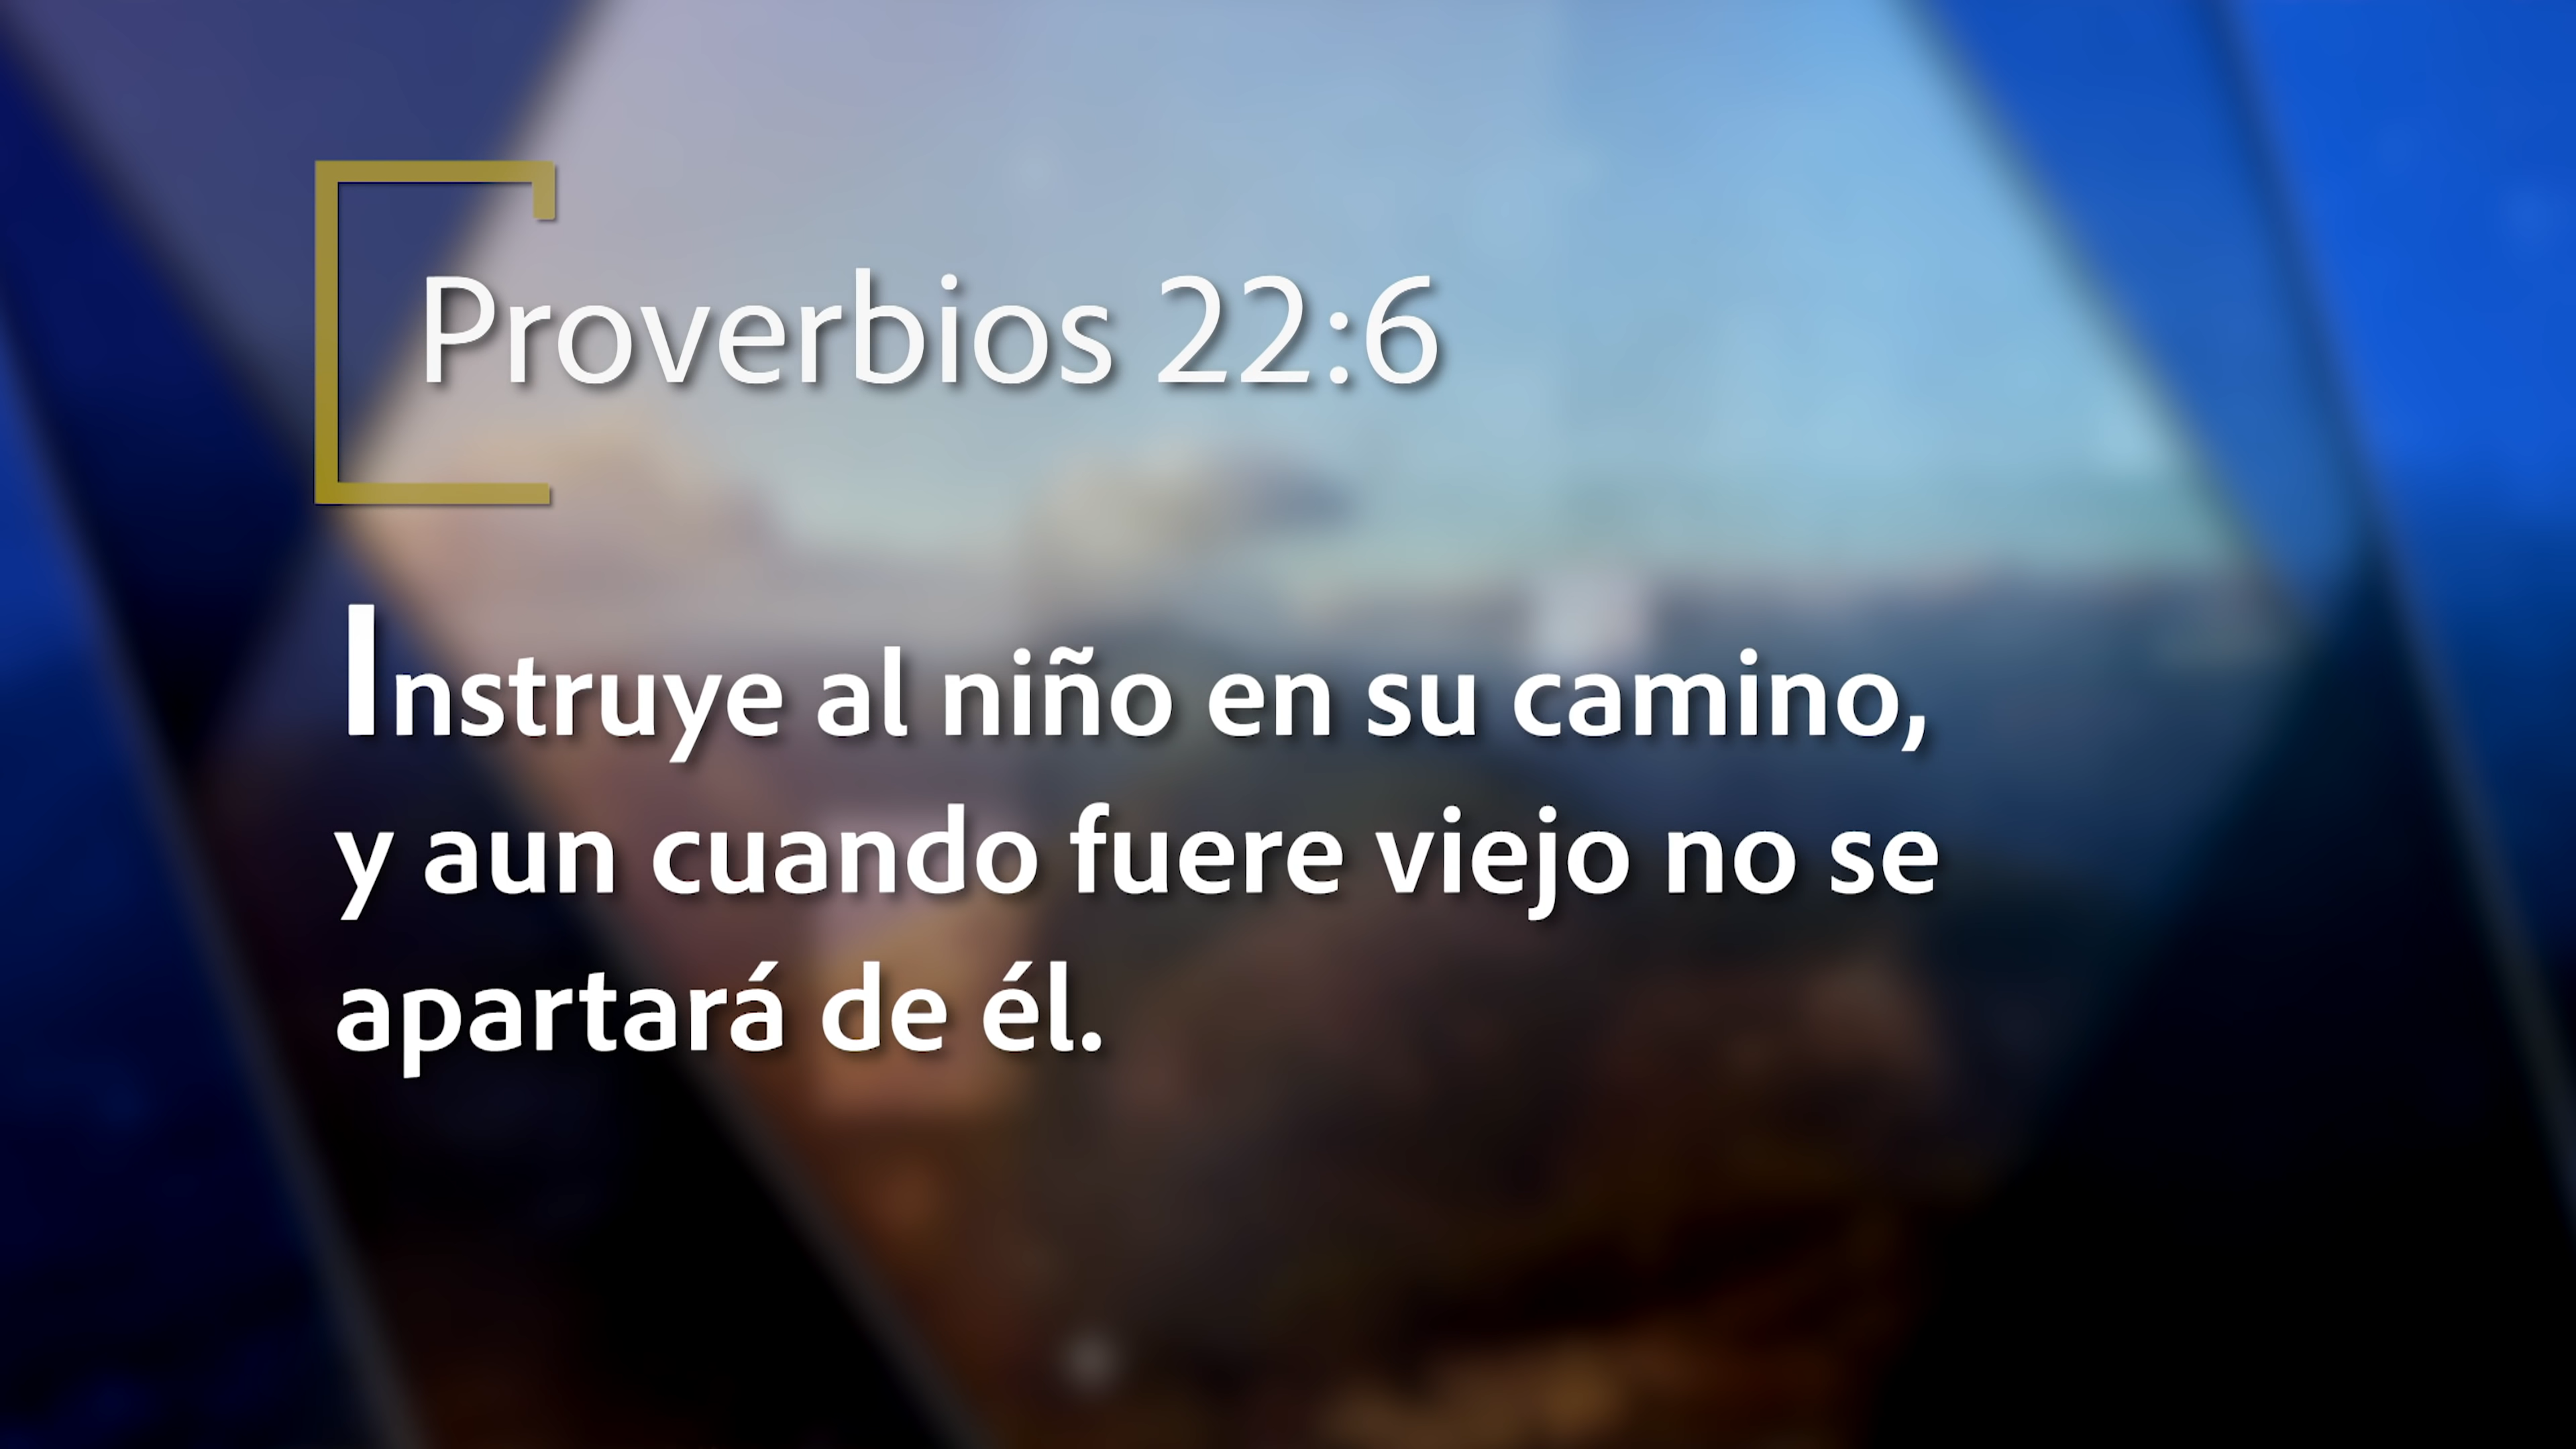 Proverbios 22:6
Instruye al niño en su camino,
y aun cuando fuere viejo no se
apartará de él.